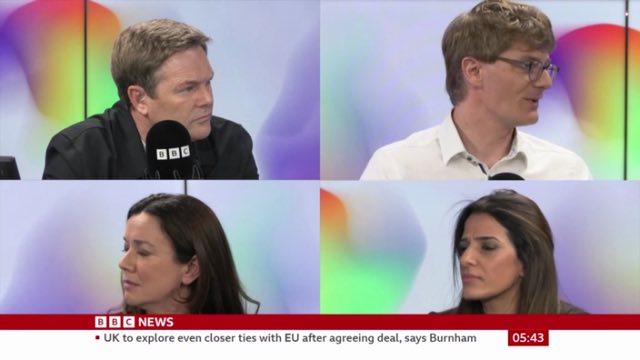 BBC
BBC NEWS
UK to explore even closer ties with EU after agreeing deal, says Burnham
05:43